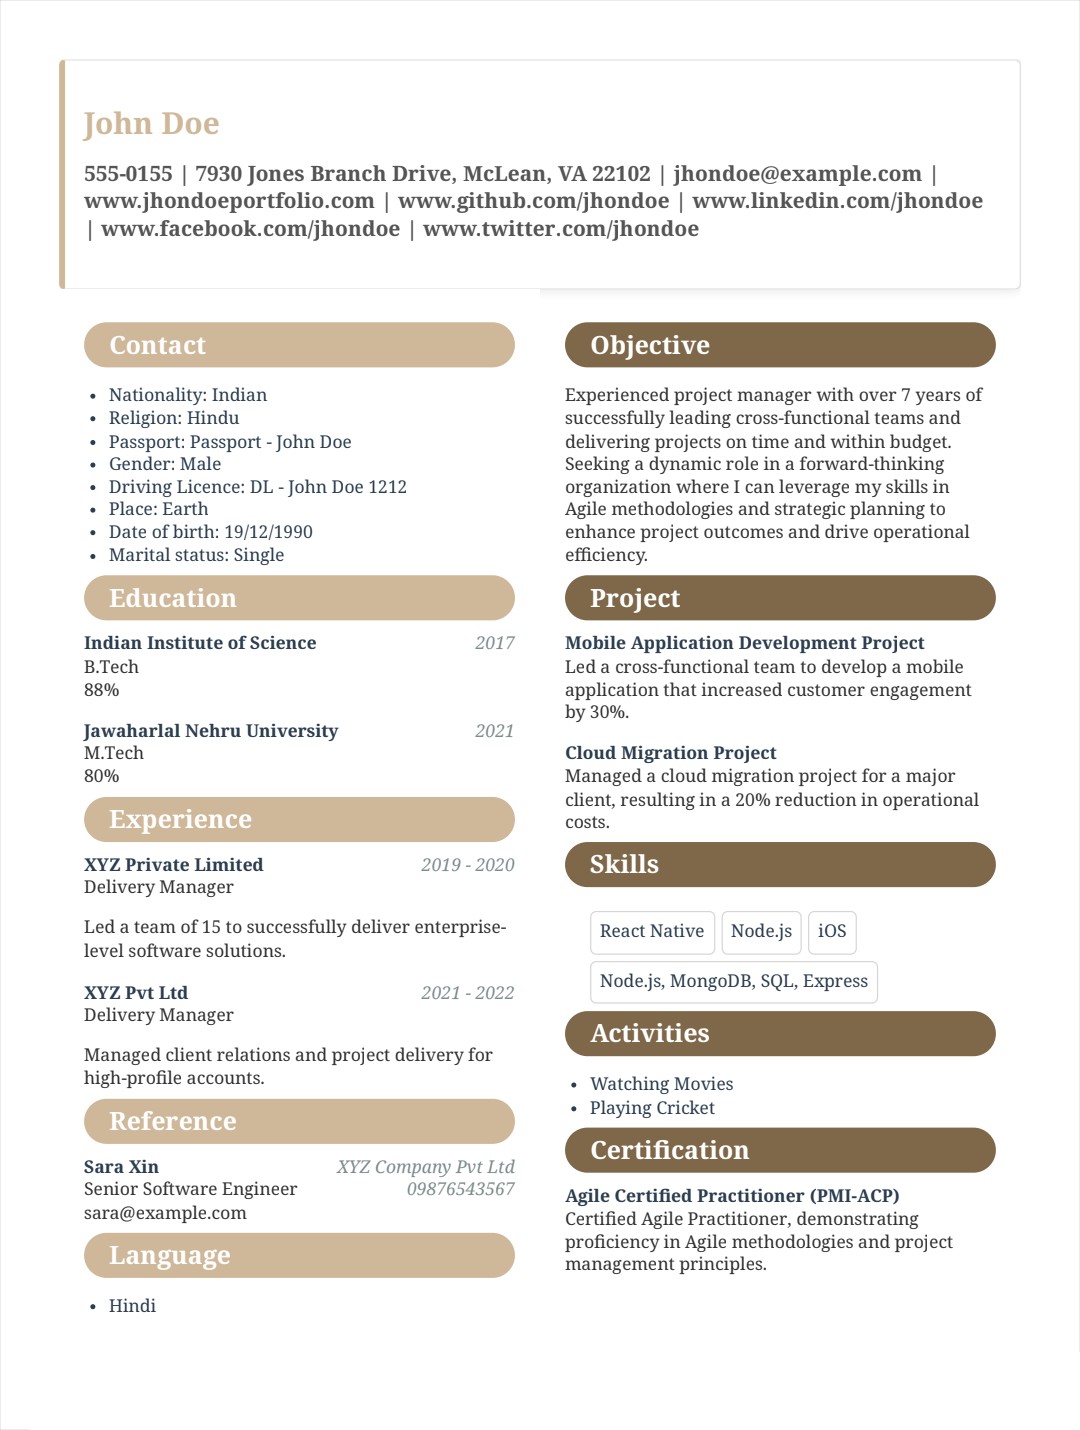 John Doe
555-0155 | 7930 Jones Branch Drive, McLean, VA 22102 | jhondoe@example.com |
www.jhondoeportfolio.com | www.github.com/jhondoe | www.linkedin.com/jhondoe
| www.facebook.com/jhondoe | www.twitter.com/jhondoe
Contact
• Nationality: Indian
• Religion: Hindu
• Passport: Passport - John Doe
• Gender: Male
• Driving Licence: DL - John Doe 1212
• Place: Earth
• Date of birth: 19/12/1990
• Marital status: Single
Education
Indian Institute of Science 2017
B.Tech
88%
Jawaharlal Nehru University 2021
M.Tech
80%
Experience
XYZ Private Limited 2019 - 2020
Delivery Manager
Led a team of 15 to successfully deliver enterprise-
level software solutions.
XYZ Pvt Ltd 2021 - 2022
Delivery Manager
Managed client relations and project delivery for
high-profile accounts.
Reference
Sara Xin XYZ Company Pvt Ltd
Senior Software Engineer 09876543567
sara@example.com
Language
• Hindi
Objective
Experienced project manager with over 7 years of
successfully leading cross-functional teams and
delivering projects on time and within budget.
Seeking a dynamic role in a forward-thinking
organization where I can leverage my skills in
Agile methodologies and strategic planning to
enhance project outcomes and drive operational
efficiency.
Project
Mobile Application Development Project
Led a cross-functional team to develop a mobile
application that increased customer engagement
by 30%.
Cloud Migration Project
Managed a cloud migration project for a major
client, resulting in a 20% reduction in operational
costs.
Skills
React Native Node.js iOS
Node.js, MongoDB, SQL, Express
Activities
• Watching Movies
• Playing Cricket
Certification
Agile Certified Practitioner (PMI-ACP)
Certified Agile Practitioner, demonstrating
proficiency in Agile methodologies and project
management principles.